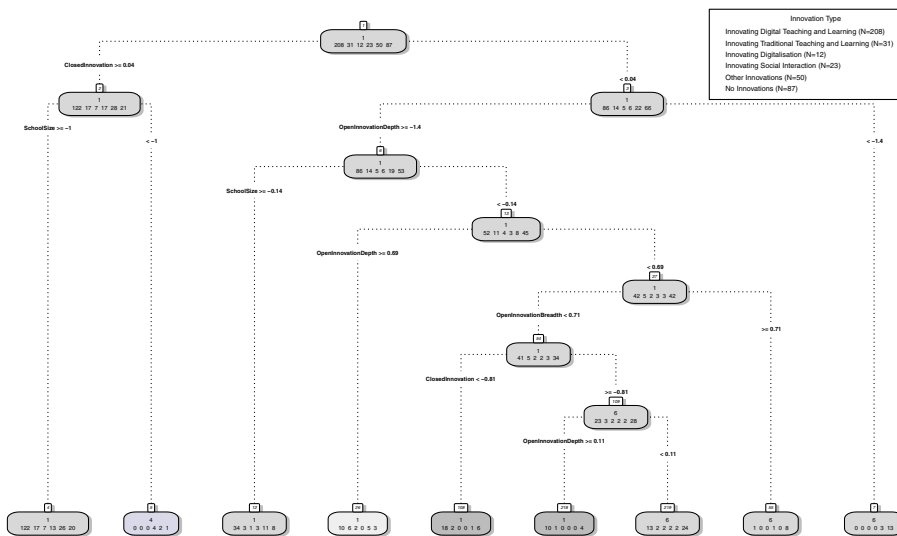 1
1
208 31 12 23 50 87
Innovation Type
Innovating Digital Teaching and Learning (N=208)
Innovating Traditional Teaching and Learning (N=31)
Innovating Digitalisation (N=12)
Innovating Social Interaction (N=23)
Other Innovations (N=50)
No Innovations (N=87)
ClosedInnovation >= 0.04
< 0.04
2
1
122 17 7 17 28 21
3
1
86 14 5 6 22 66
SchoolSize >= −1
< −1
OpenInnovationDepth >= −1.4
< −1.4
6
1
86 14 5 6 19 53
SchoolSize >= −0.14
< −0.14
13
1
52 11 4 3 8 45
OpenInnovationDepth >= 0.69
< 0.69
27
1
42 5 2 3 3 42
OpenInnovationBreadth < 0.71
>= 0.71
54
1
41 5 2 2 3 34
ClosedInnovation < −0.81
>= −0.81
109
6
23 3 2 2 2 28
OpenInnovationDepth >= 0.11
< 0.11
4
1
122 17 7 13 26 20
5
4
0 0 0 4 2 1
12
1
34 3 1 3 11 8
26
1
10 6 2 0 5 3
108
1
18 2 0 0 1 6
218
1
10 1 0 0 0 4
219
6
13 2 2 2 2 24
55
6
1 0 0 1 0 8
7
6
0 0 0 0 3 13